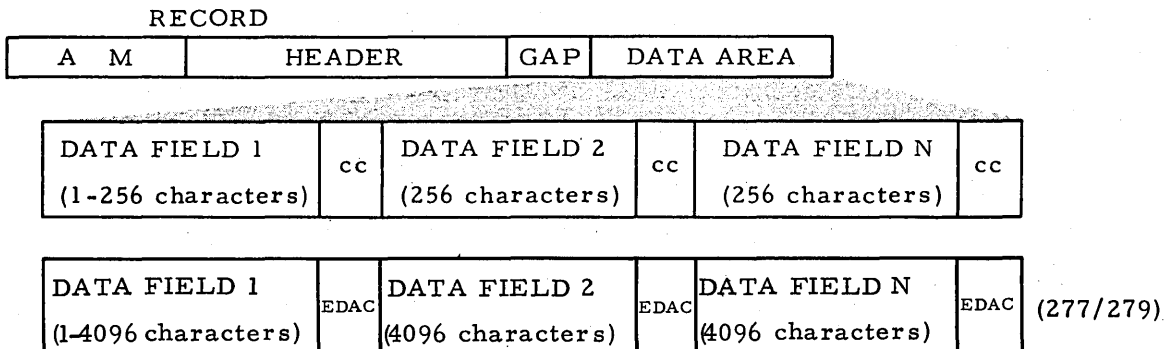 RECORD
A M HEADER GAP DATA AREA
DATA FIELD 1 cc DATA FIELD 2 cc DATA FIELD N cc
(1-256 characters) (256 characters) (256 characters)
DATA FIELD 1 EDAC DATA FIELD 2 EDAC DATA FIELD N EDAC (277/279)
(1-4096 characters) (4096 characters) (4096 characters)